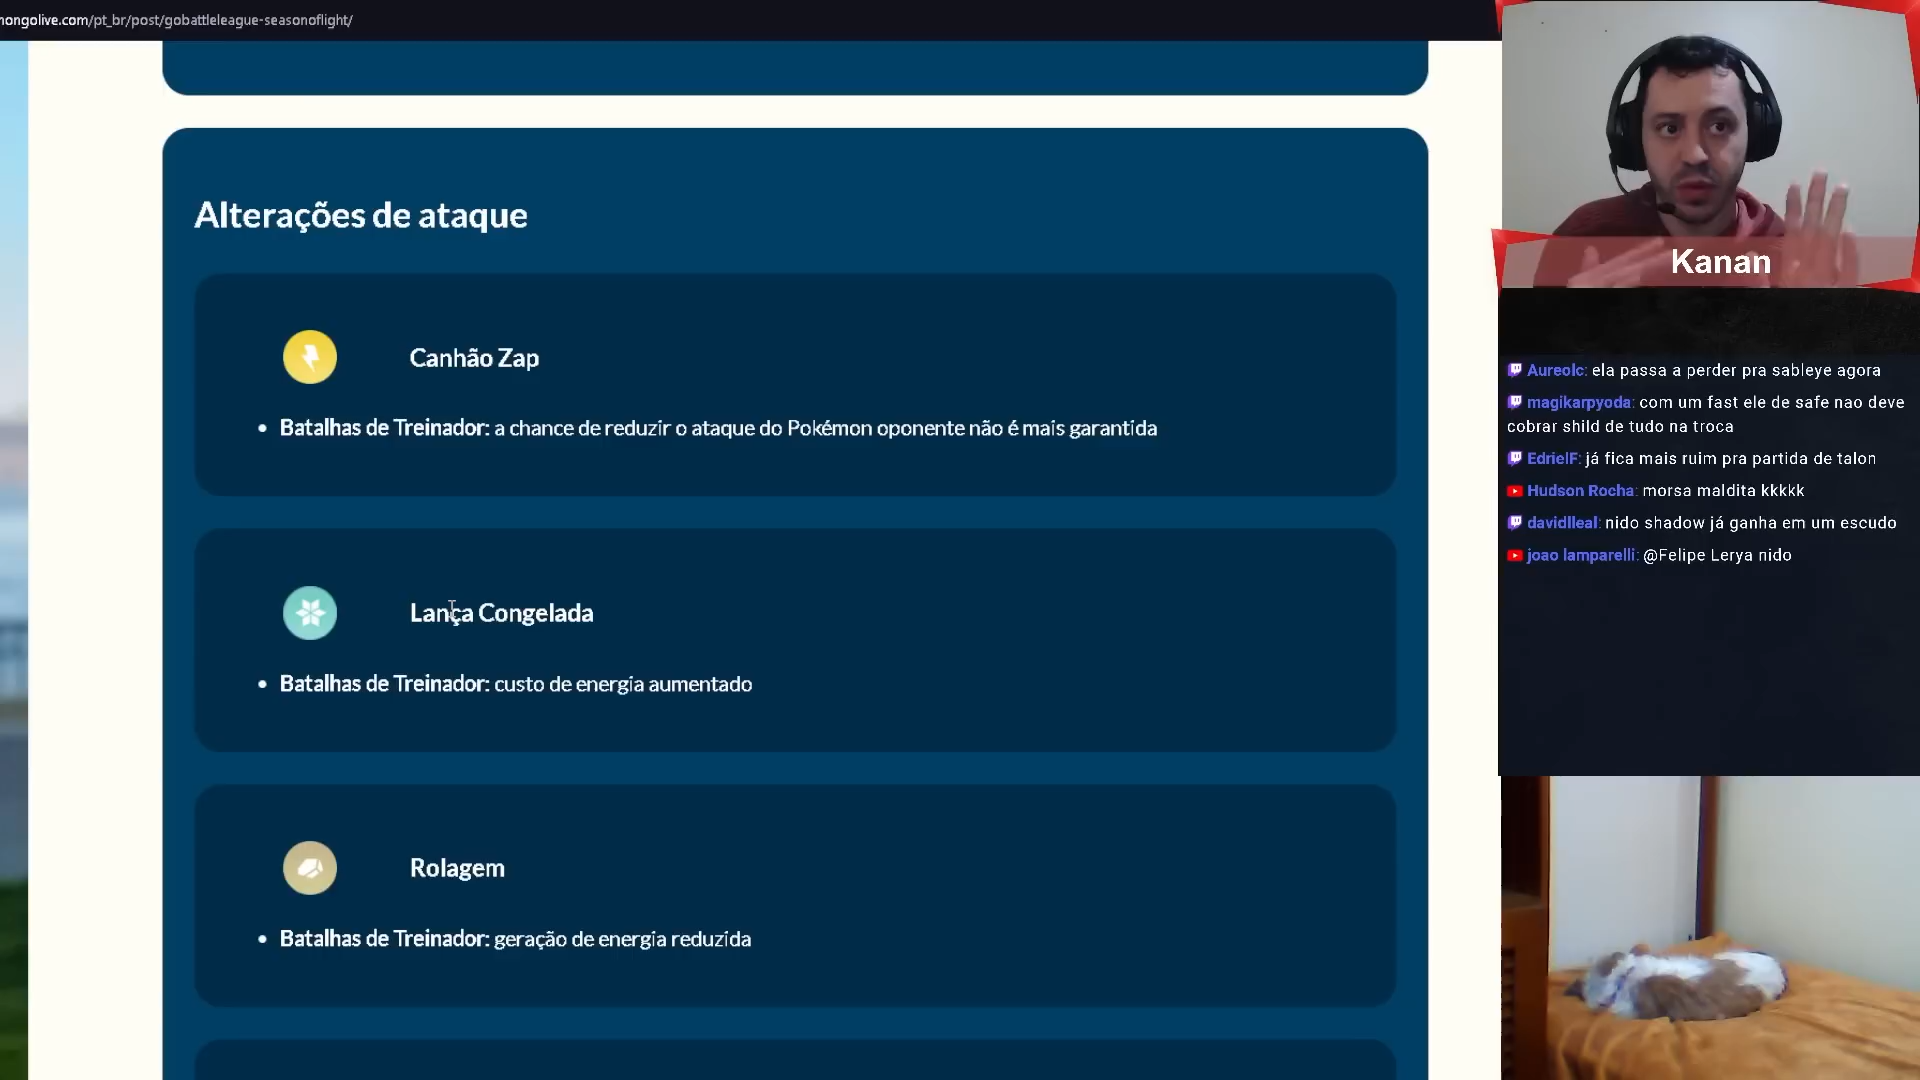 nongolive.com/pt_br/post/gobattleleague-seasonoflight/
Alterações de ataque
Canhão Zap
• Batalhas de Treinador: a chance de reduzir o ataque do Pokémon oponente não é mais garantida
Lança Congelada
• Batalhas de Treinador: custo de energia aumentado
Rolagem
• Batalhas de Treinador: geração de energia reduzida
Kanan
Aureolc: ela passa a perder pra sableye agora
magikarpyoda: com um fast ele de safe nao deve
cobrar shild de tudo na troca
EdrielF: já fica mais ruim pra partida de talon
Hudson Rocha: morsa maldita kkkkk
davidlleal: nido shadow já ganha em um escudo
joao lamparelli: @Felipe Lerya nido